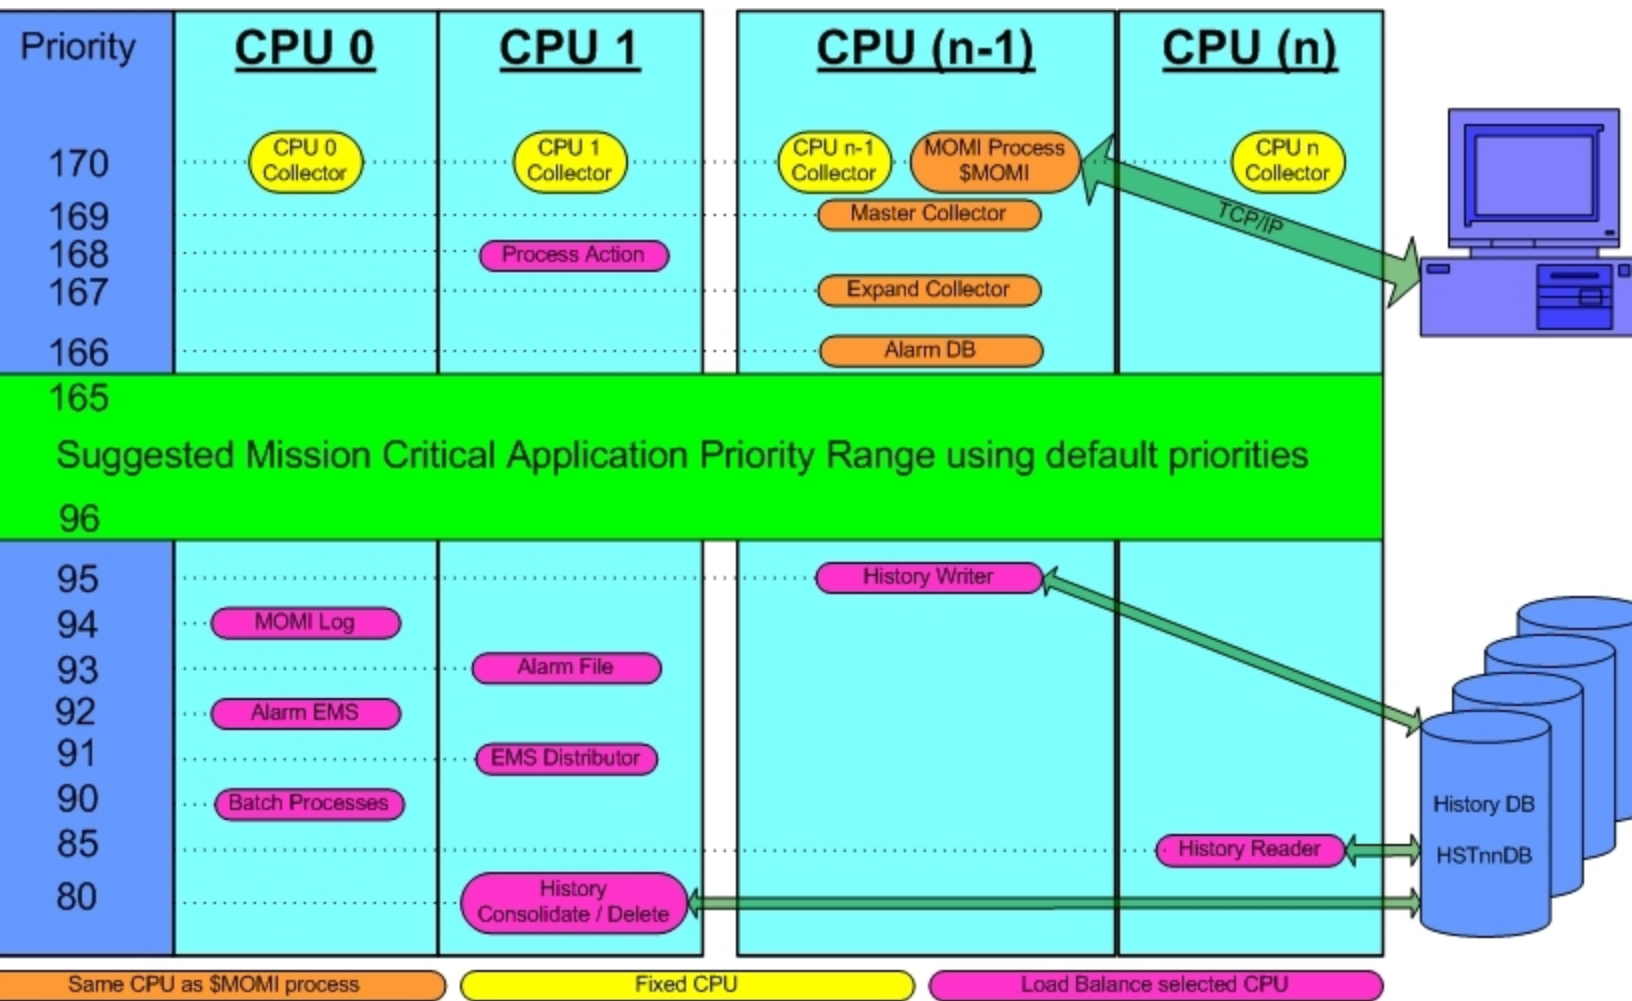 Priority
CPU 0
CPU 1
CPU (n-1)
CPU (n)
170
CPU 0
Collector
CPU 1
Collector
CPU n-1
Collector
MOMI Process
$MOMI
CPU n
Collector
169
Master Collector
TCP/IP
168
Process Action
167
Expand Collector
166
Alarm DB
165
Suggested Mission Critical Application Priority Range using default priorities
96
95
History Writer
94
MOMI Log
93
Alarm File
92
Alarm EMS
91
EMS Distributor
90
Batch Processes
85
History Reader
80
History
Consolidate / Delete
History DB
HSTnnDB
Same CPU as $MOMI process
Fixed CPU
Load Balance selected CPU